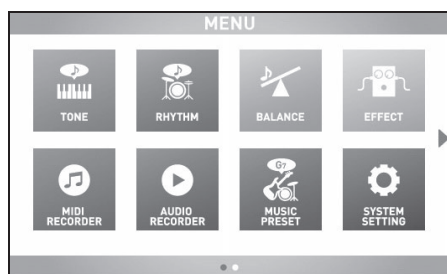 MENU
TONE
RHYTHM
BALANCE
EFFECT
MIDI
RECORDER
AUDIO
RECORDER
G7
MUSIC
PRESET
SYSTEM
SETTING